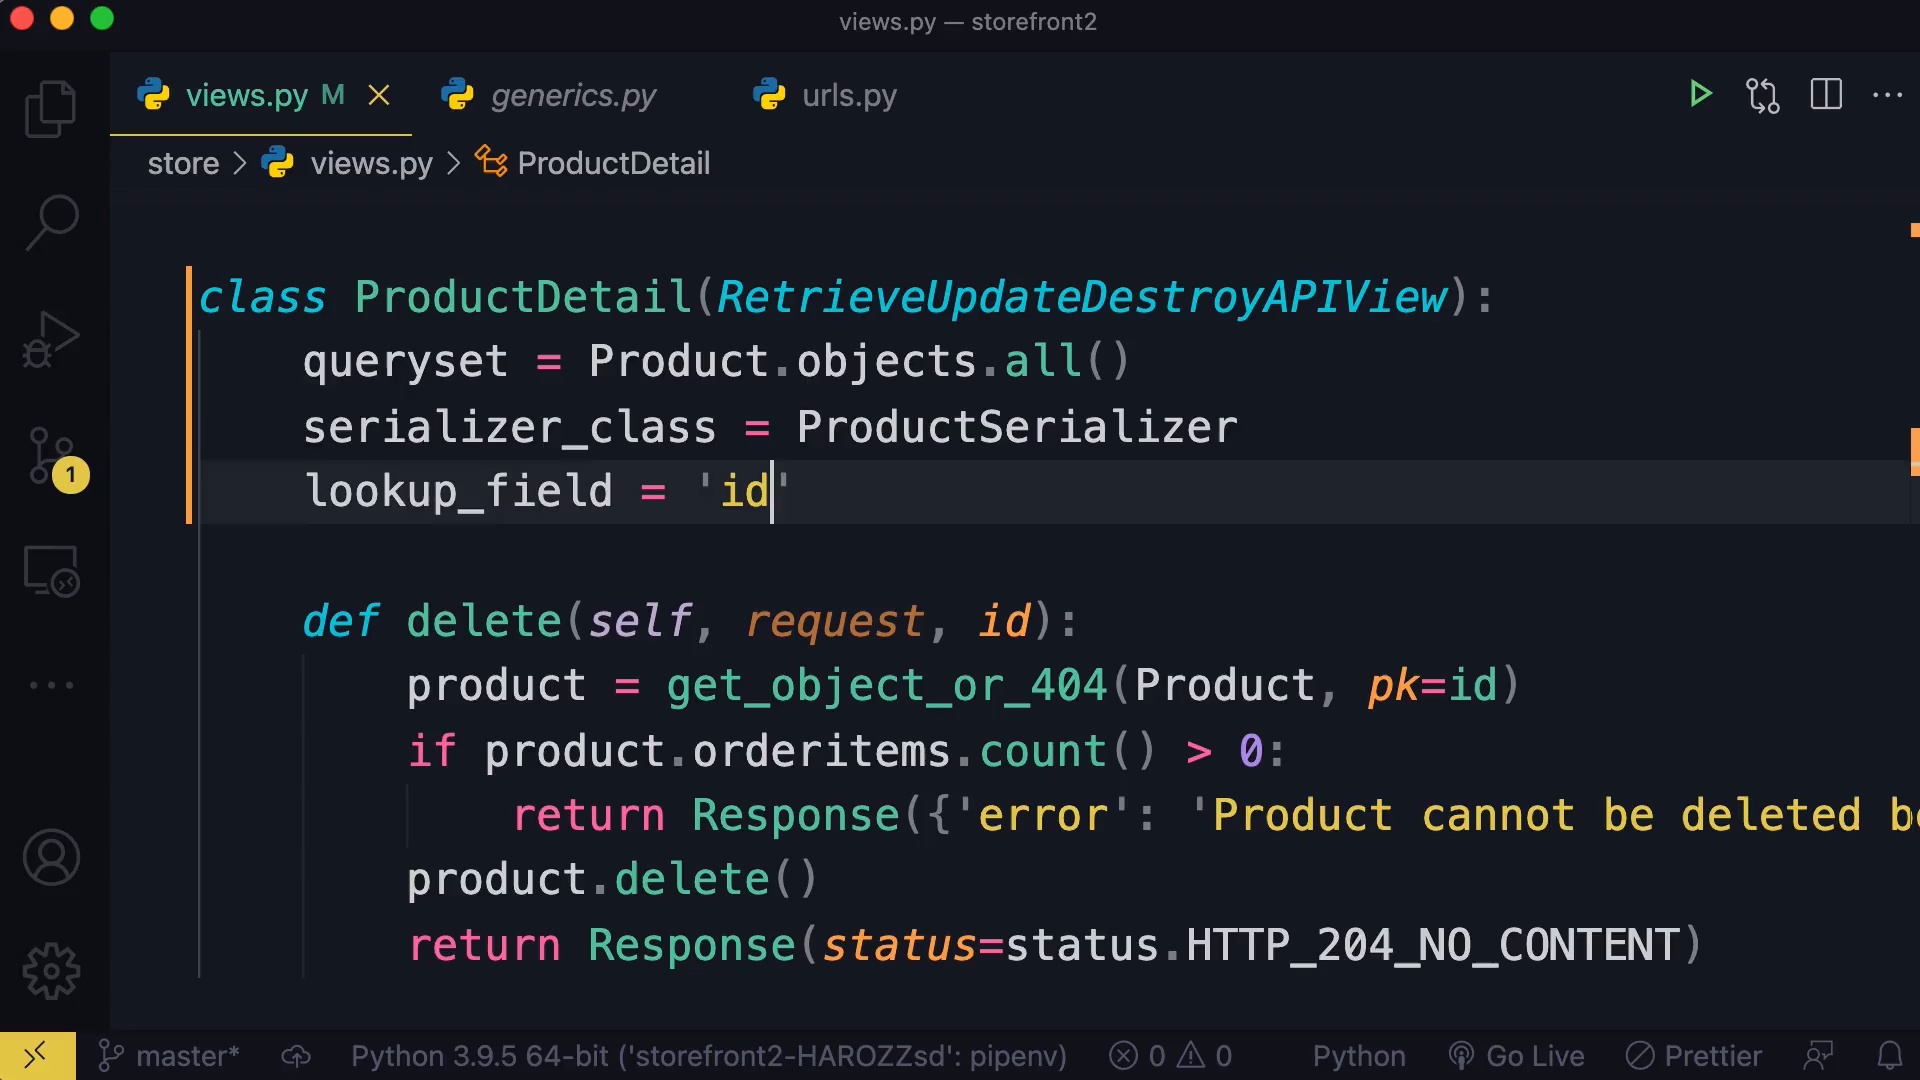 views.py — storefront2
views.py M
generics.py
urls.py
store > views.py > ProductDetail
class ProductDetail(RetrieveUpdateDestroyAPIView):
queryset = Product.objects.all()
serializer_class = ProductSerializer
lookup_field = 'id'
def delete(self, request, id):
product = get_object_or_404(Product, pk=id)
if product.orderitems.count() > 0:
return Response({'error': 'Product cannot be deleted
product.delete()
return Response(status=status.HTTP_204_NO_CONTENT)
1
master* Python 3.9.5 64-bit ('storefront2-HAROZZsd': pipenv) 0 0 Python Go Live Prettier